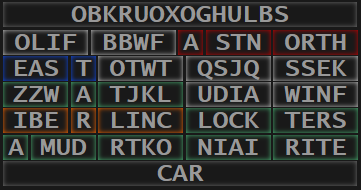 OBKRUOXOGHULBS
OLIF BBWF A STN ORTH
EAS T OTWT QSJQ SSEK
ZZW A TJKL UDIA WINF
IBE R LINC LOCK TERS
A MUD RTKO NIAI RITE
CAR